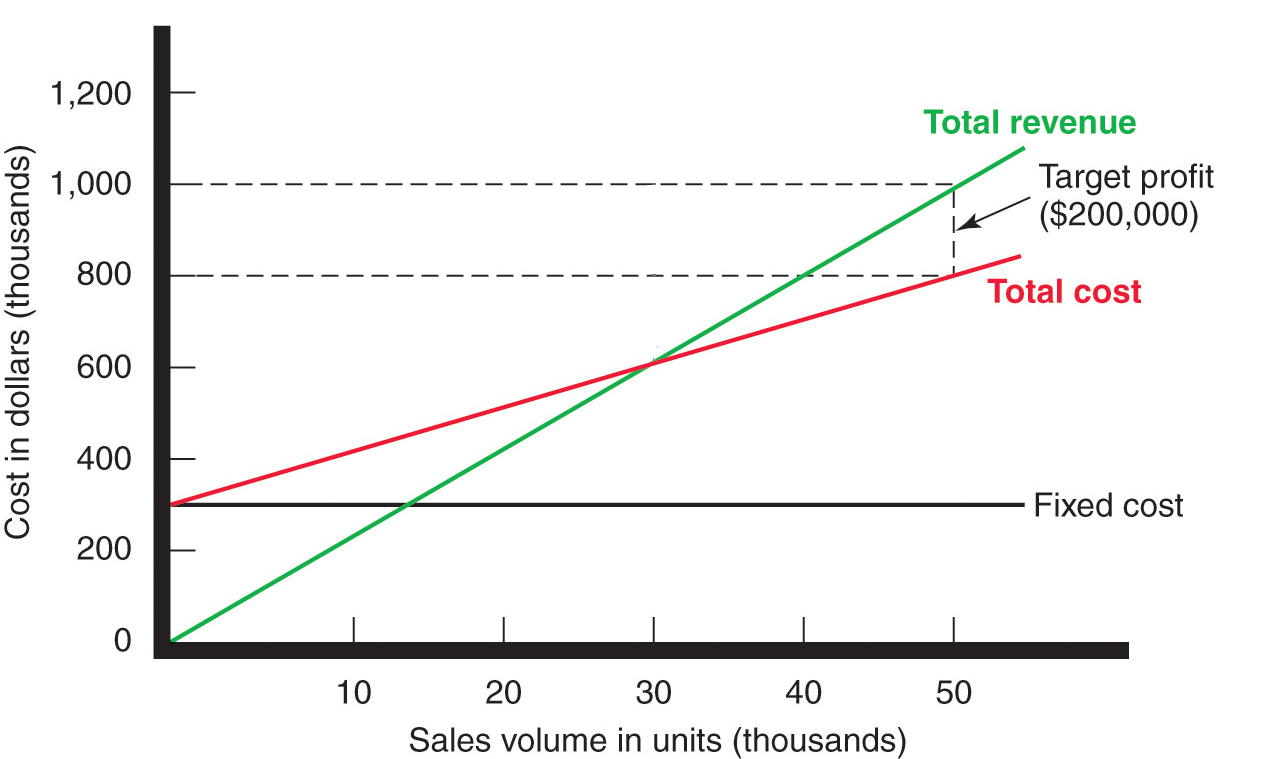 Cost in dollars (thousands)
1,200
1,000
800
600
400
200
0
Total revenue
Target profit
($200,000)
Total cost
Fixed cost
10 20 30 40 50
Sales volume in units (thousands)